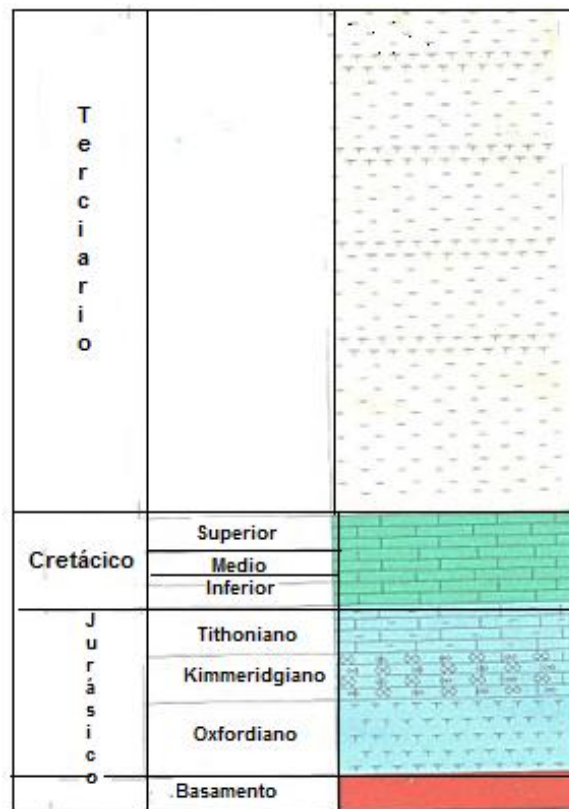 Terciario
Cretácico
Superior
Medio
Inferior
Jurásico
Tithoniano
Kimmeridgiano
Oxfordiano
.Basamento